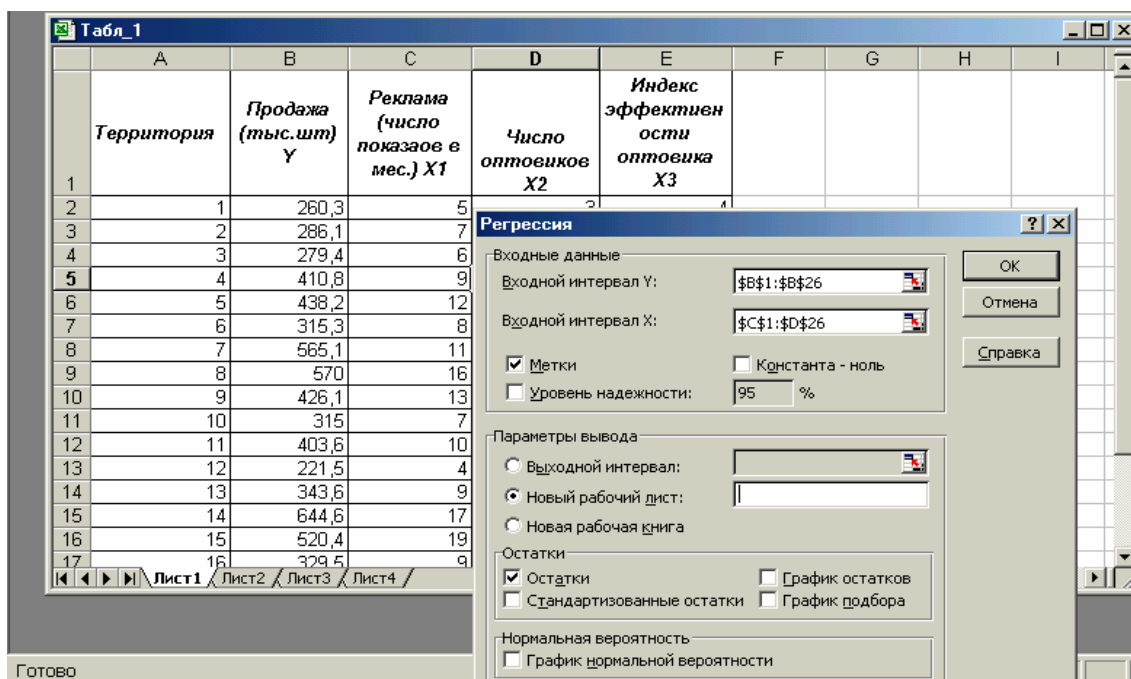 Табл_1
A B C D E F G H I
1 Территория Продажа (тыс.шт) Y Реклама (число показаов в мес.) X1 Число оптовиков X2 Индекс эффективн ости оптовика X3
2 1 260,3 5 3 4
3 2 286,1 7
4 3 279,4 6
5 4 410,8 9
6 5 438,2 12
7 6 315,3 8
8 7 565,1 11
9 8 570 16
10 9 426,1 13
11 10 315 7
12 11 403,6 10
13 12 221,5 4
14 13 343,6 9
15 14 644,6 17
16 15 520,4 19
17 16 329,5 9
Лист1 Лист2 Лист3 Лист4
Готово
Регрессия
Входные данные
Входной интервал Y: $B$1:$B$26
Входной интервал X: $C$1:$D$26
Метки Константа - ноль
Уровень надежности: 95 %
OK
Отмена
Справка
Параметры вывода
Выходной интервал:
Новый рабочий лист:
Новая рабочая книга
Остатки
Остатки График остатков
Стандартизованные остатки График подбора
Нормальная вероятность
График нормальной вероятности